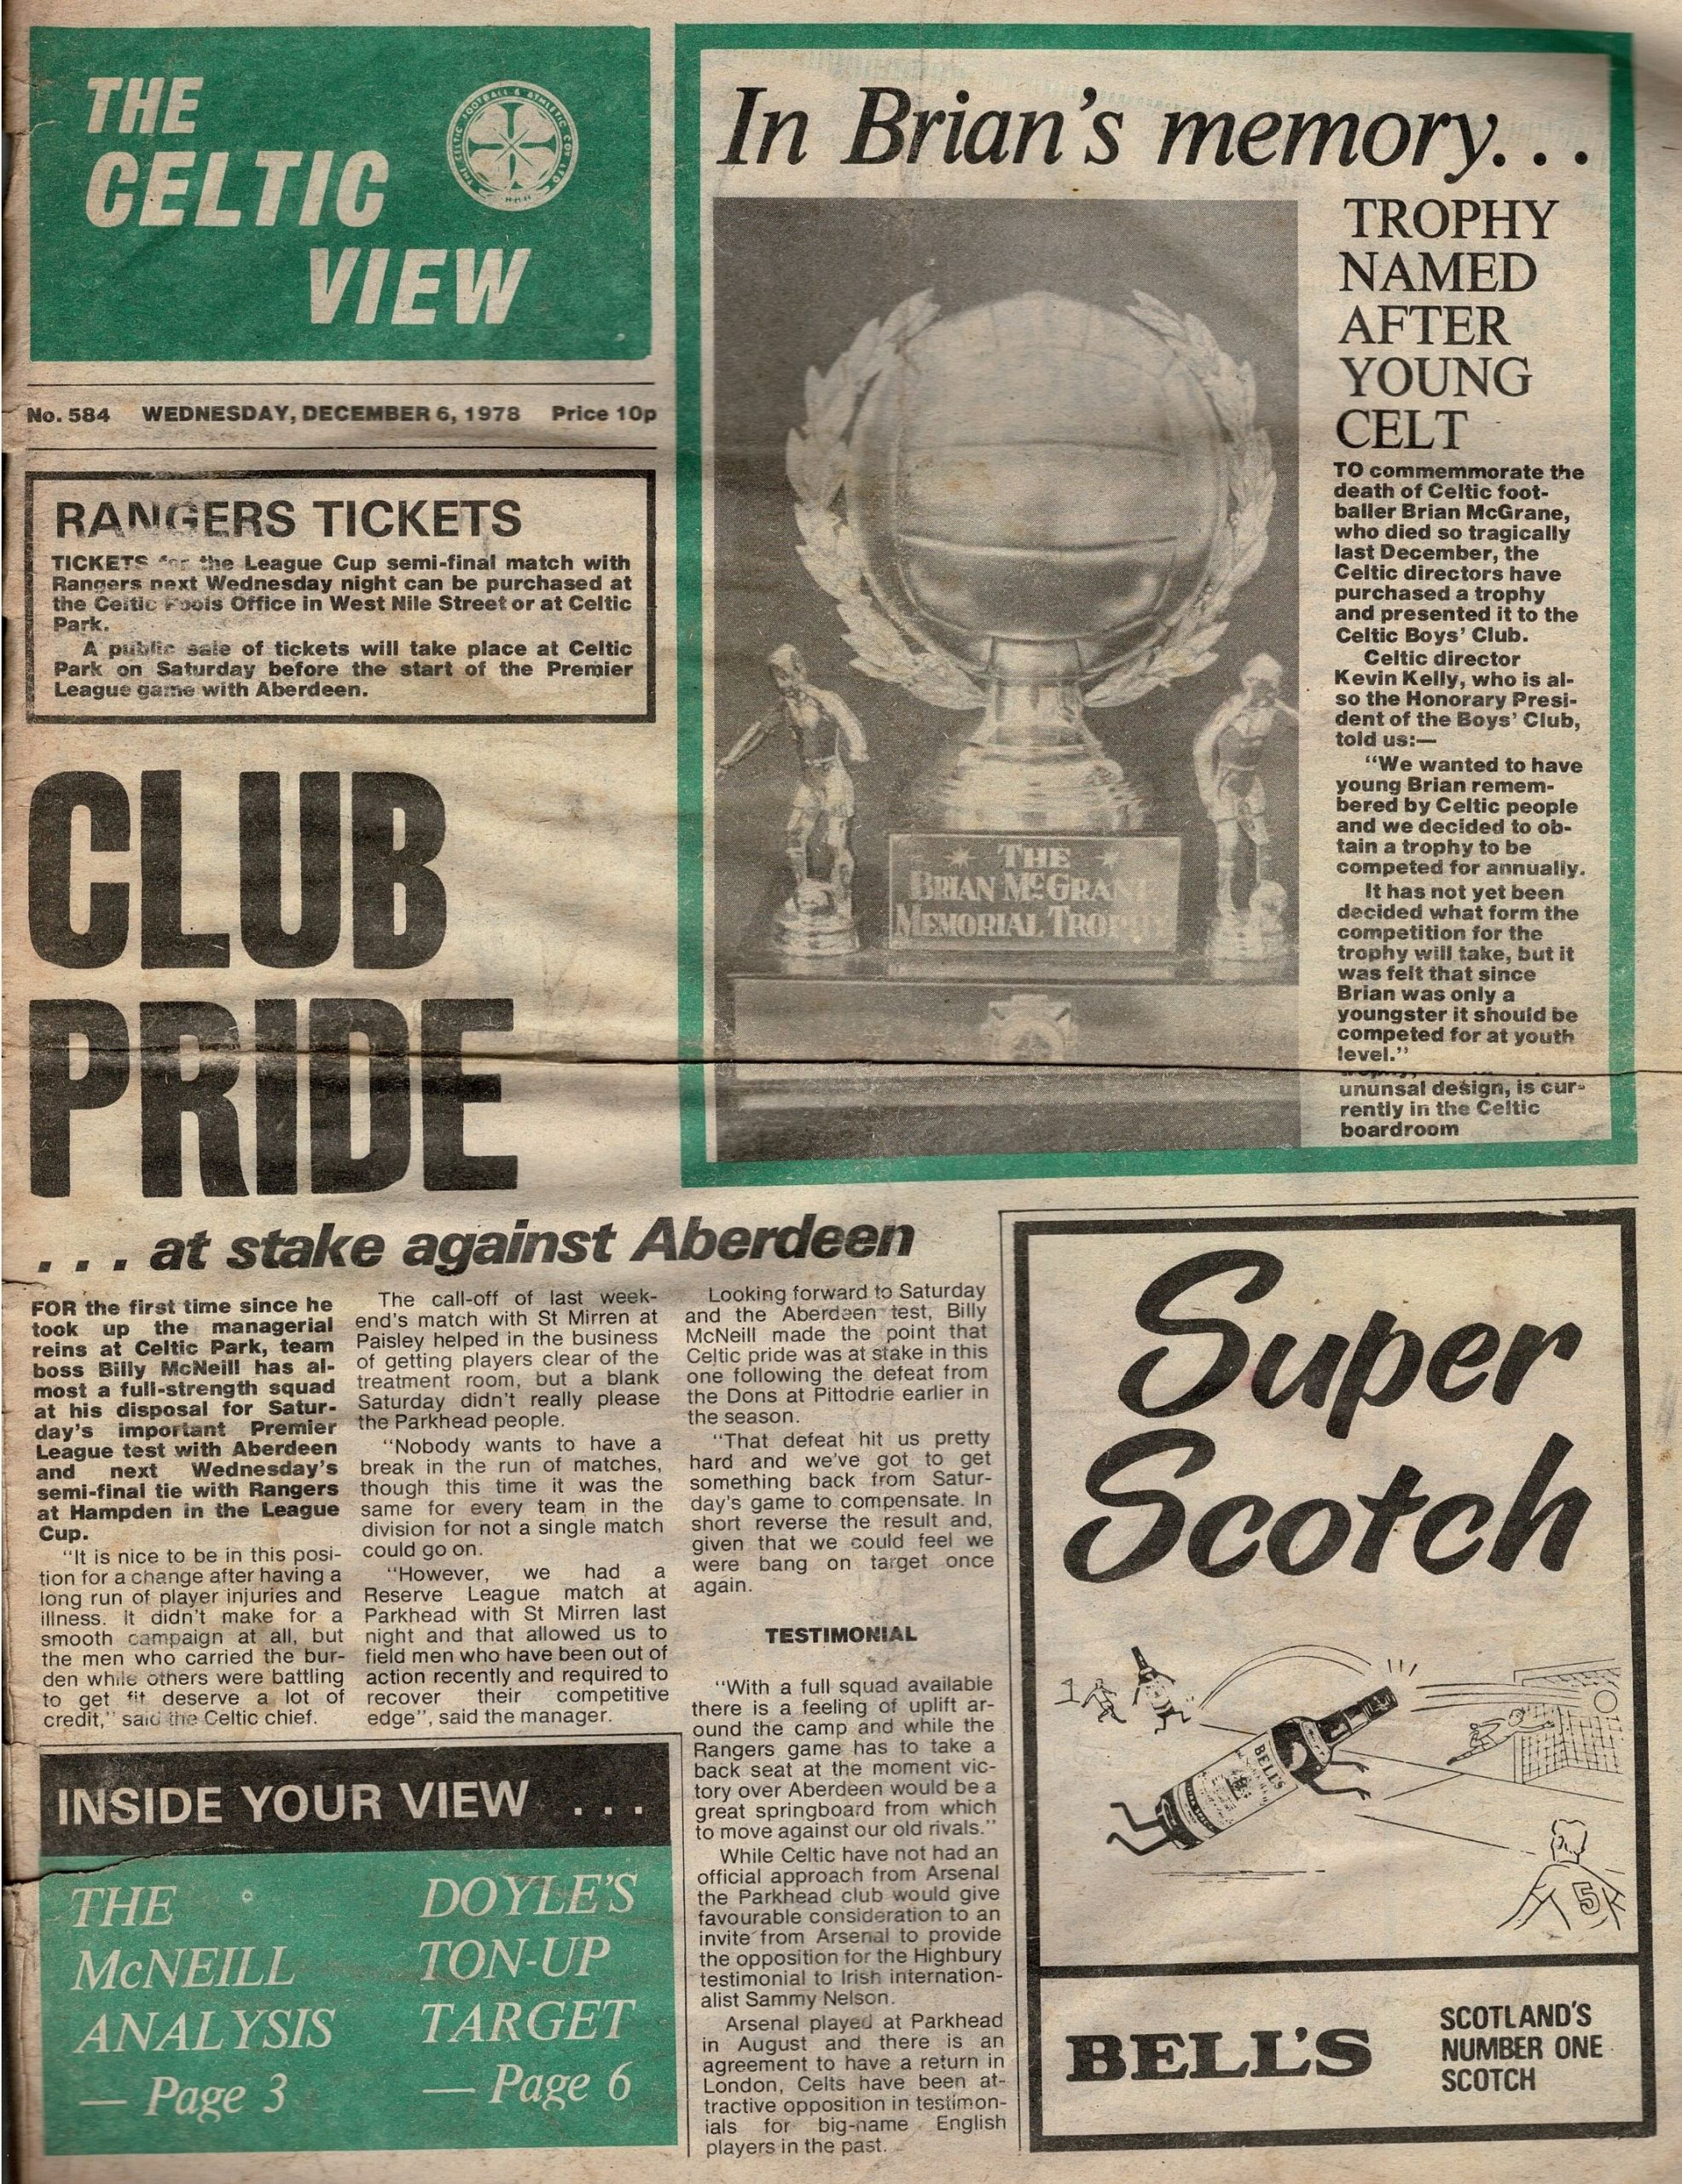 THE
CELTIC
VIEW
THE CELTIC FOOTBALL & ATHLETIC COY LTD
No. 584 WEDNESDAY, DECEMBER 6, 1978 Price 10p
RANGERS TICKETS
TICKETS for the League Cup semi-final match with
Rangers next Wednesday night can be purchased at
the Celtic Pools Office in West Nile Street or at Celtic
Park.
A public sale of tickets will take place at Celtic
Park on Saturday before the start of the Premier
League game with Aberdeen.
In Brian's memory...
TROPHY
NAMED
AFTER
YOUNG
CELT
TO commemmorate the
death of Celtic foot-
baller Brian McGrane,
who died so tragically
last December, the
Celtic directors have
purchased a trophy
and presented it to the
Celtic Boys' Club.
Celtic director
Kevin Kelly, who is al-
so the Honorary Presi-
dent of the Boys' Club,
told us:—
"We wanted to have
young Brian remem-
bered by Celtic people
and we decided to ob-
tain a trophy to be
competed for annually.
It has not yet been
decided what form the
competition for the
trophy will take, but it
was felt that since
Brian was only a
youngster it should be
competed for at youth
level."
ununsal design, is cur-
rently in the Celtic
boardroom
THE
BRIAN McGRANE
MEMORIAL TROPHY
CLUB
PRIDE
... at stake against Aberdeen
FOR the first time since he
took up the managerial
reins at Celtic Park, team
boss Billy McNeill has al-
most a full-strength squad
at his disposal for Satur-
day's important Premier
League test with Aberdeen
and next Wednesday's
semi-final tie with Rangers
at Hampden in the League
Cup.
"It is nice to be in this posi-
tion for a change after having a
long run of player injuries and
illness. It didn't make for a
smooth campaign at all, but
the men who carried the bur-
den while others were battling
to get fit deserve a lot of
credit," said the Celtic chief.
The call-off of last week-
end's match with St Mirren at
Paisley helped in the business
of getting players clear of the
treatment room, but a blank
Saturday didn't really please
the Parkhead people.
"Nobody wants to have a
break in the run of matches,
though this time it was the
same for every team in the
division for not a single match
could go on.
"However, we had a
Reserve League match at
Parkhead with St Mirren last
night and that allowed us to
field men who have been out of
action recently and required to
recover their competitive
edge", said the manager.
Looking forward to Saturday
and the Aberdeen test, Billy
McNeill made the point that
Celtic pride was at stake in this
one following the defeat from
the Dons at Pittodrie earlier in
the season.
"That defeat hit us pretty
hard and we've got to get
something back from Satur-
day's game to compensate. In
short reverse the result and,
given that we could feel we
were bang on target once
again.
TESTIMONIAL
"With a full squad available
there is a feeling of uplift ar-
ound the camp and while the
Rangers game has to take a
back seat at the moment vic-
tory over Aberdeen would be a
great springboard from which
to move against our old rivals."
While Celtic have not had an
official approach from Arsenal
the Parkhead club would give
favourable consideration to an
invite from Arsenal to provide
the opposition for the Highbury
testimonial to Irish internation-
alist Sammy Nelson.
Arsenal played at Parkhead
in August and there is an
agreement to have a return in
London, Celts have been at-
tractive opposition in testimon-
ials for big-name English
players in the past.
INSIDE YOUR VIEW ...
THE
McNEILL
ANALYSIS
— Page 3
DOYLE'S
TON-UP
TARGET
— Page 6
Super
Scotch
BELL'S
5
BELL'S
SCOTLAND'S
NUMBER ONE
SCOTCH